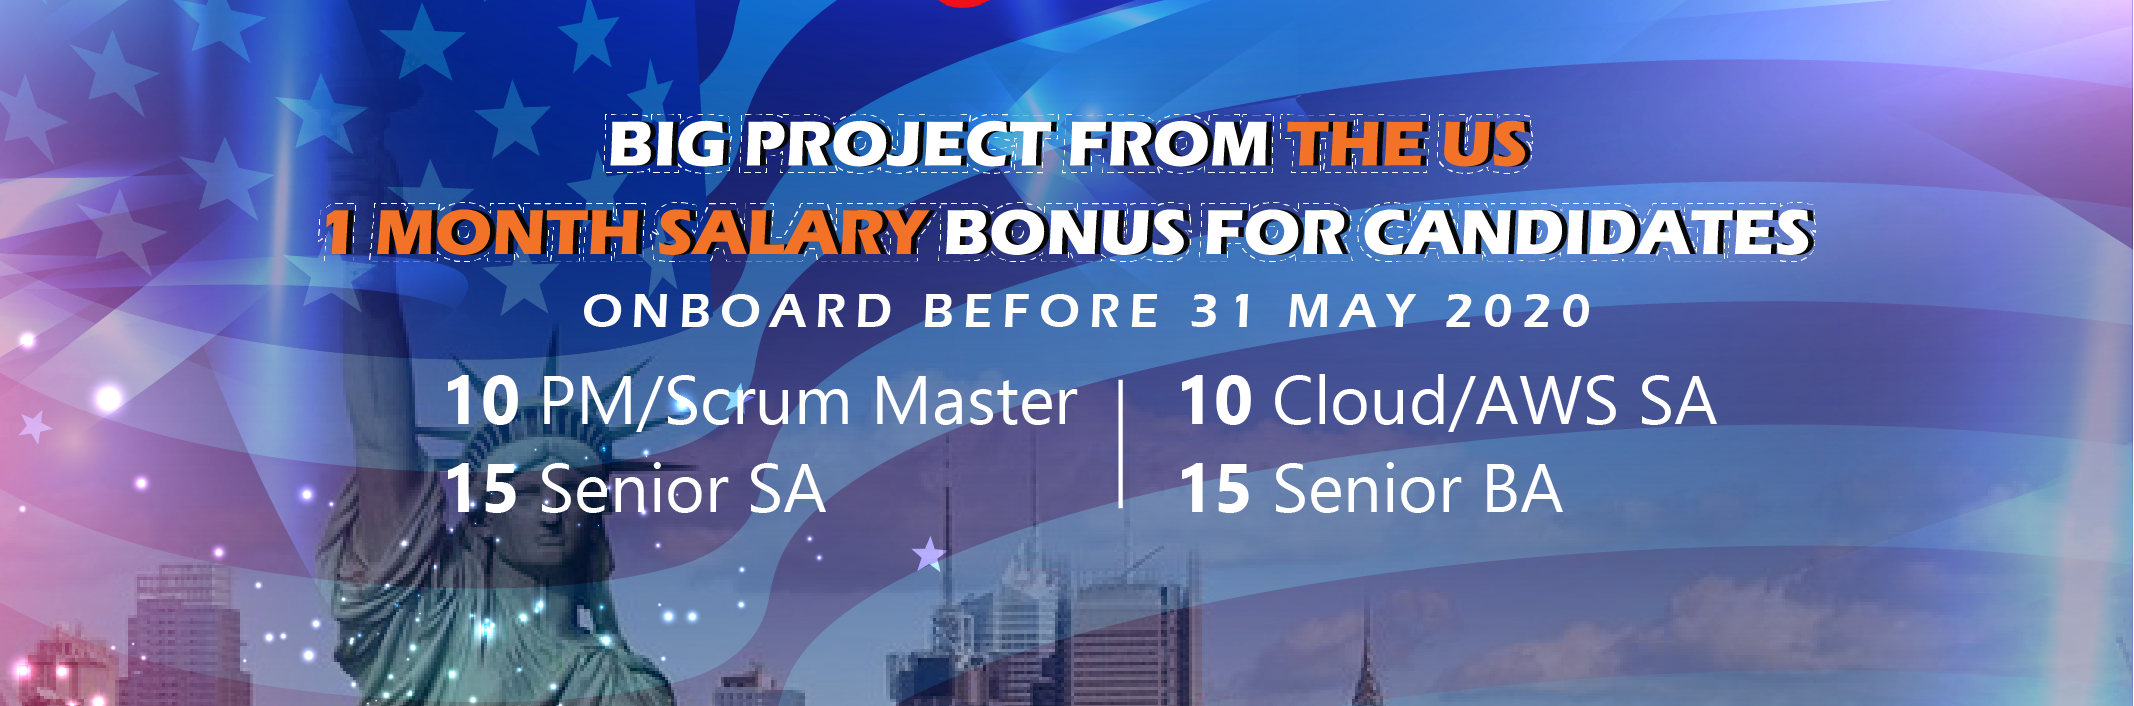 BIG PROJECT FROM THE US
1 MONTH SALARY BONUS FOR CANDIDATES
ONBOARD BEFORE 31 MAY 2020
10 PM/Scrum Master
15 Senior SA
10 Cloud/AWS SA
15 Senior BA